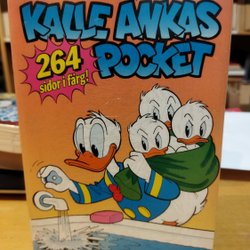 KALLE ANKAS
POCKET
264
sidor i färg!